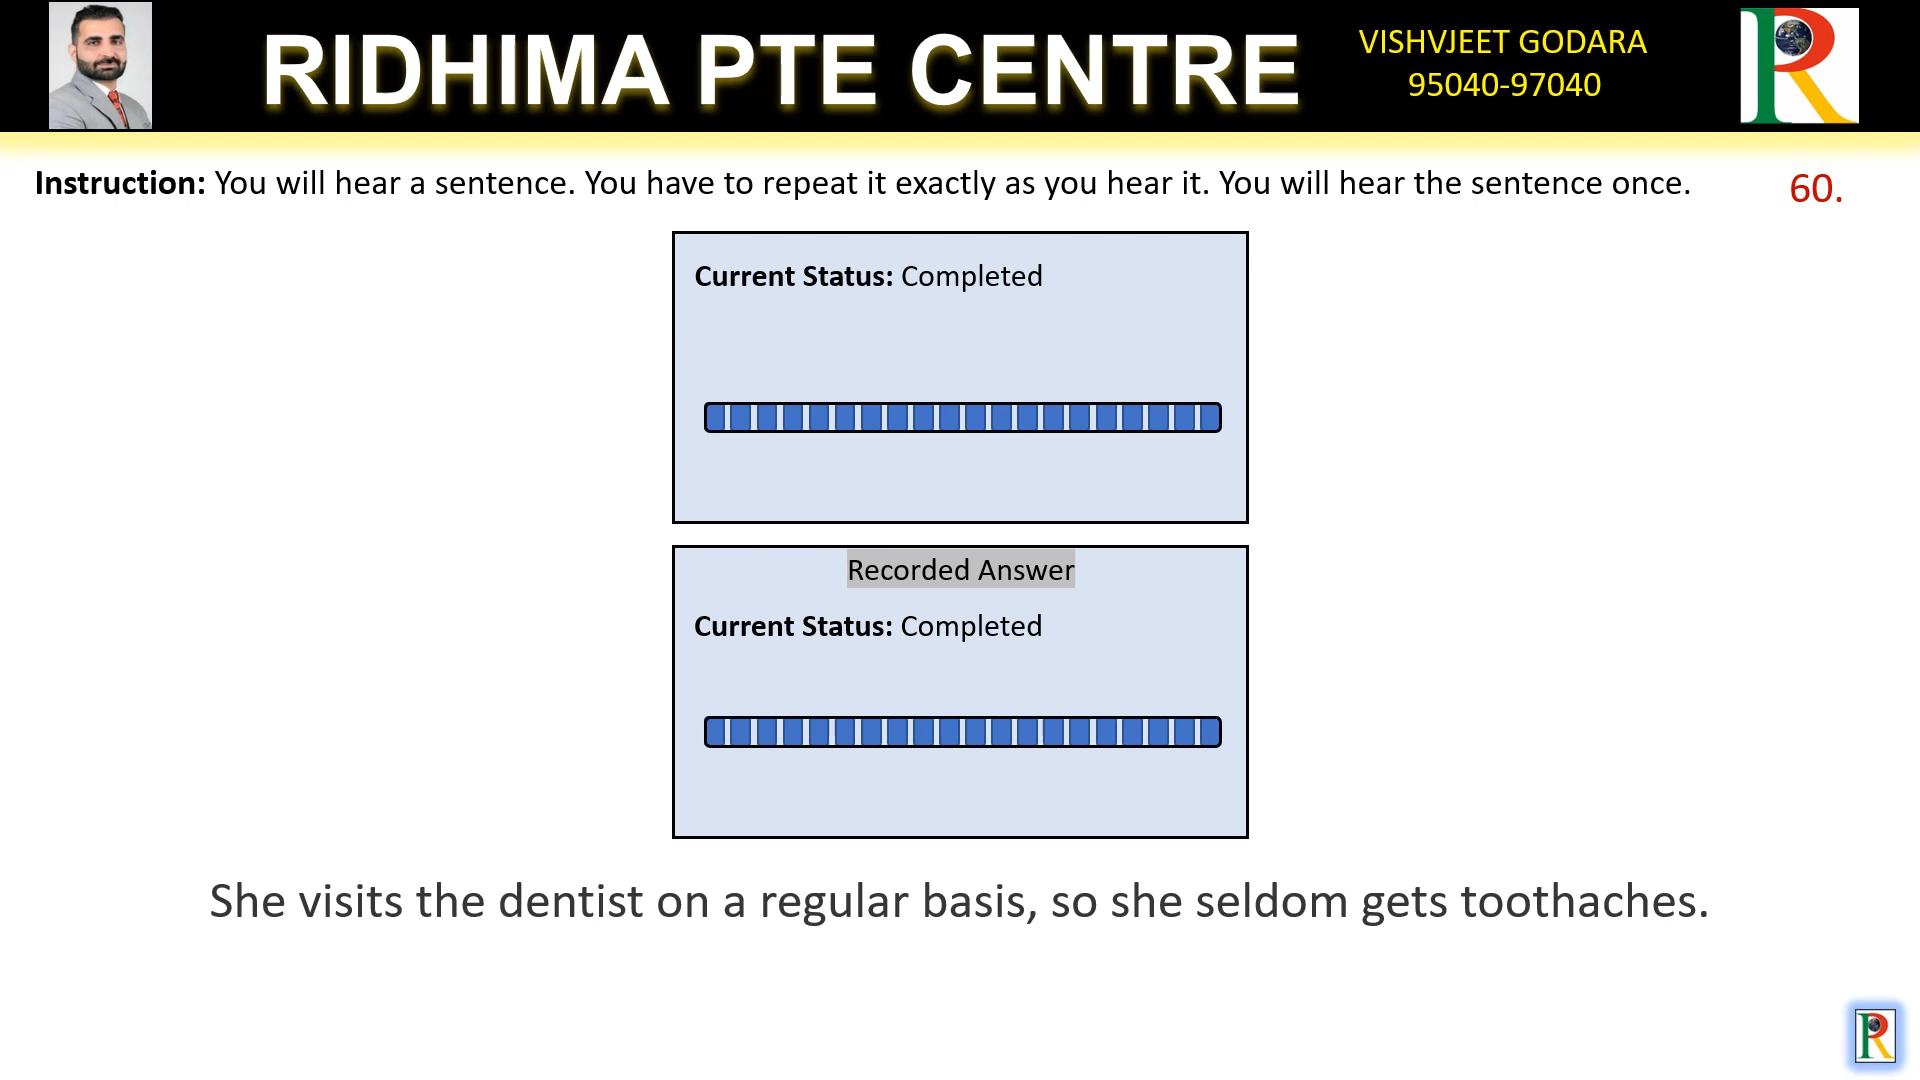 RIDHIMA PTE CENTRE
VISHVJEET GODARA
95040-97040
Instruction: You will hear a sentence. You have to repeat it exactly as you hear it. You will hear the sentence once.
60.
Current Status: Completed
Recorded Answer
Current Status: Completed
She visits the dentist on a regular basis, so she seldom gets toothaches.